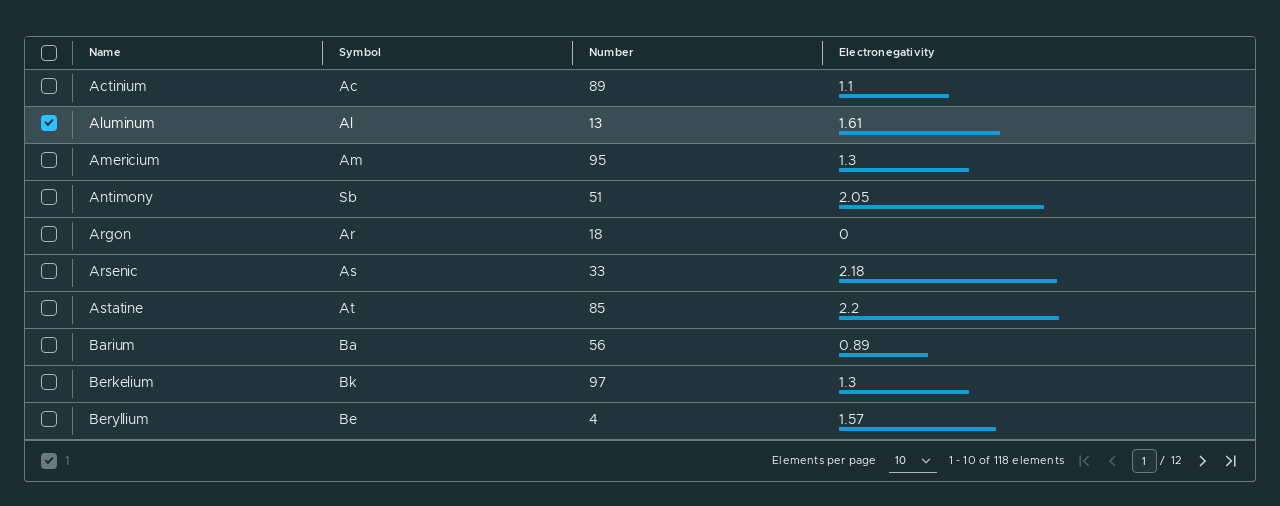 Name Symbol Number Electronegativity
Actinium Ac 89 1.1
Aluminum Al 13 1.61
Americium Am 95 1.3
Antimony Sb 51 2.05
Argon Ar 18 0
Arsenic As 33 2.18
Astatine At 85 2.2
Barium Ba 56 0.89
Berkelium Bk 97 1.3
Beryllium Be 4 1.57
1 Elements per page 10 1 - 10 of 118 elements 1 / 12